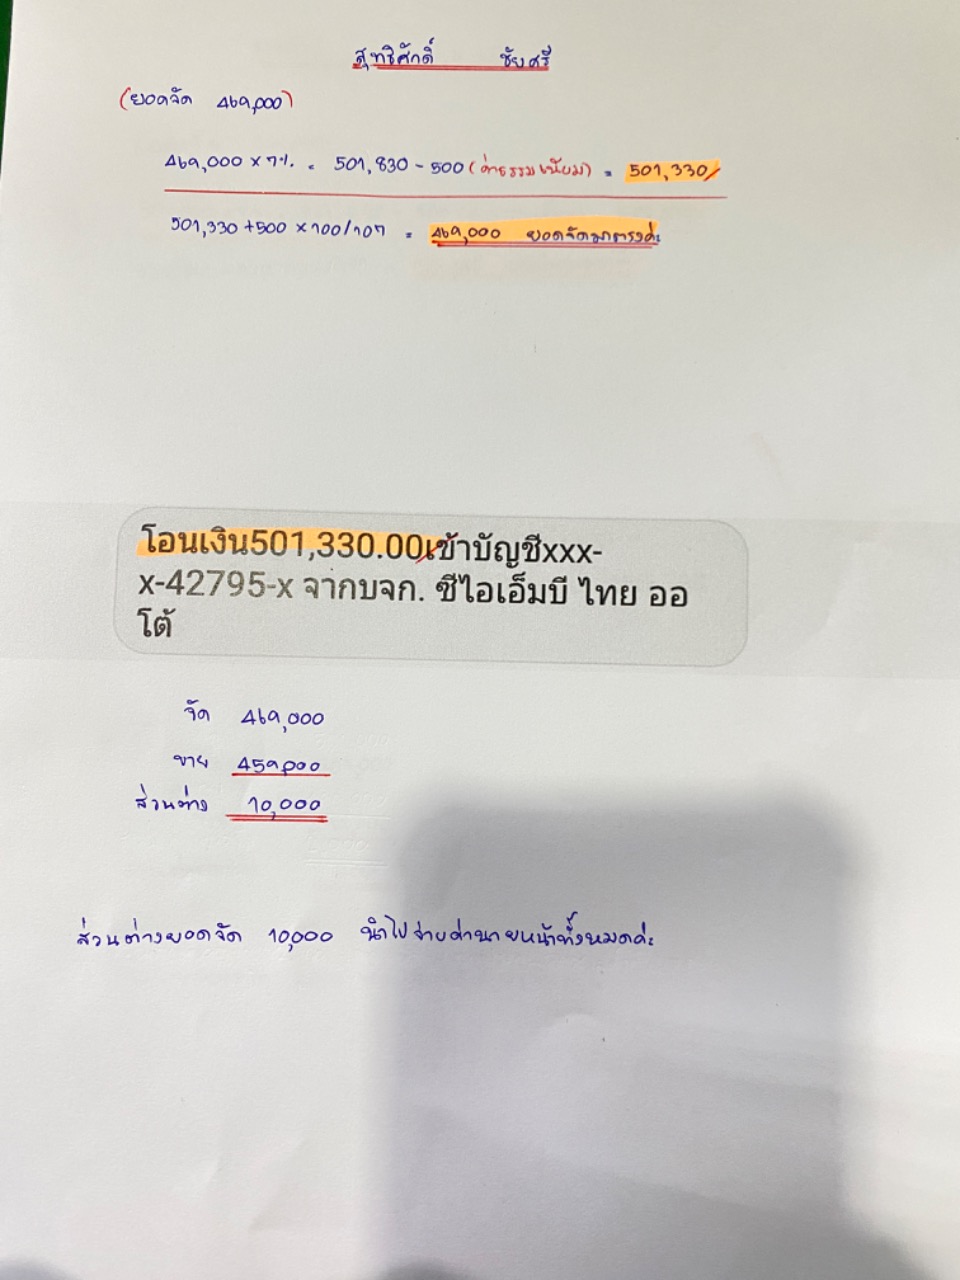 สุทธิศักดิ์ ชัยศรี
(ยอดจัด 469,000)
469,000 x 7% = 501,830 - 500 (ค่าธรรมเนียม) = 501,330/
501,330 + 500 x 100/107 = 469,000 ยอดจัดมาตรงค่ะ
โอนเงิน501,330.00เข้าบัญชีxxx-
x-42795-x จากบจก. ซีไอเอ็มบี ไทย ออ
โต้
จัด 469,000
ขาย 459,000
ส่วนต่าง 10,000
ส่วนต่างยอดจัด 10,000 นำไปจ่ายค่านายหน้าทั้งหมดค่ะ